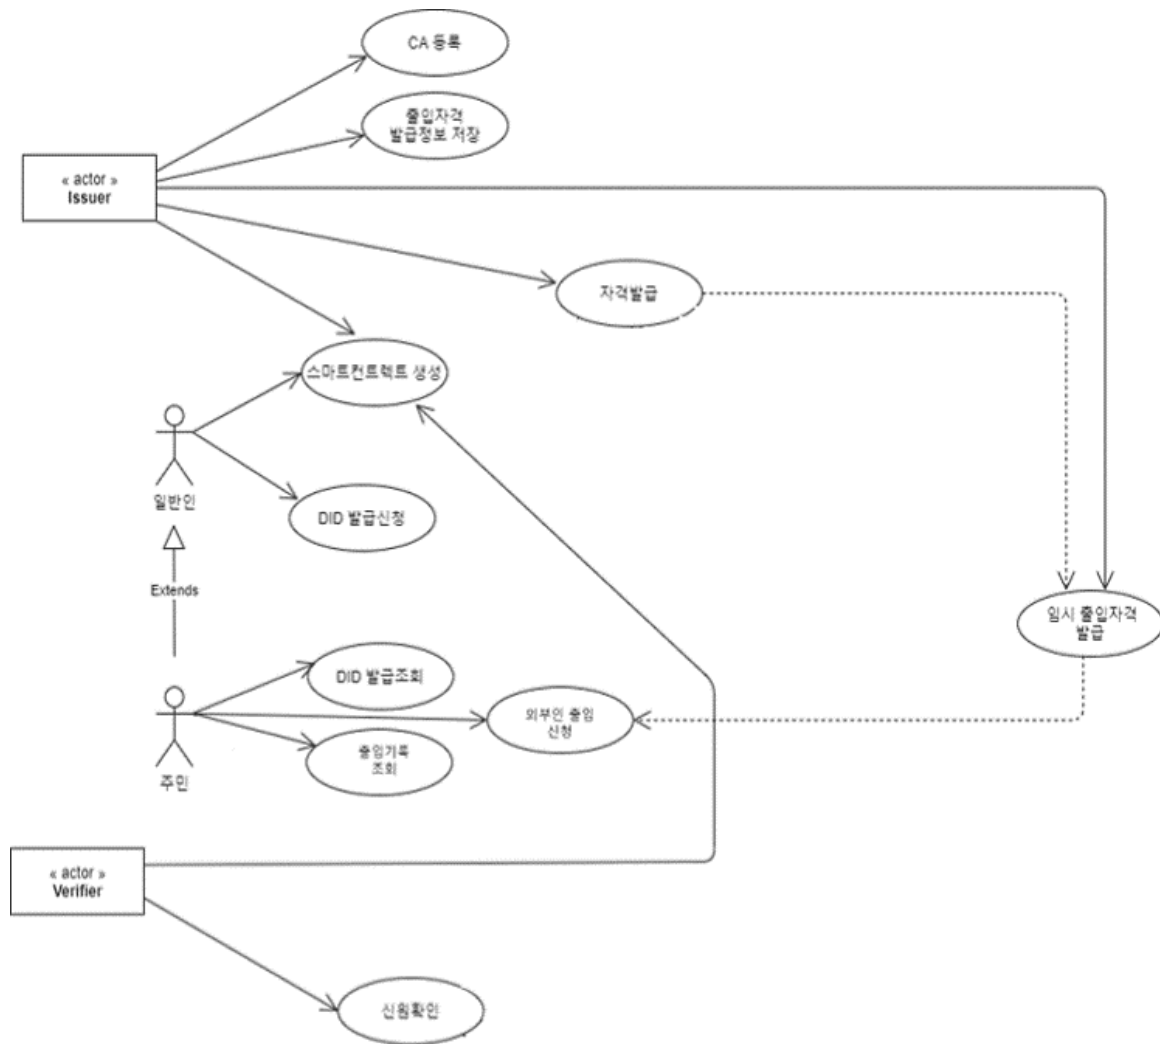 CA 등록
출입자격
발급정보 저장
« actor »
Issuer
자격발급
스마트컨트렉트 생성
일반인
DID 발급신청
Extends
임시 출입자격
발급
DID 발급조회
외부인 출입
신청
출입기록
조회
주민
« actor »
Verifier
신원확인